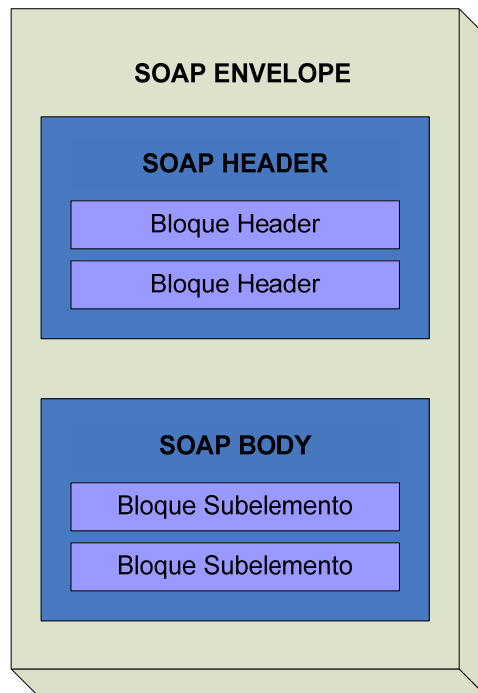 SOAP ENVELOPE
SOAP HEADER
Bloque Header
Bloque Header
SOAP BODY
Bloque Subelemento
Bloque Subelemento